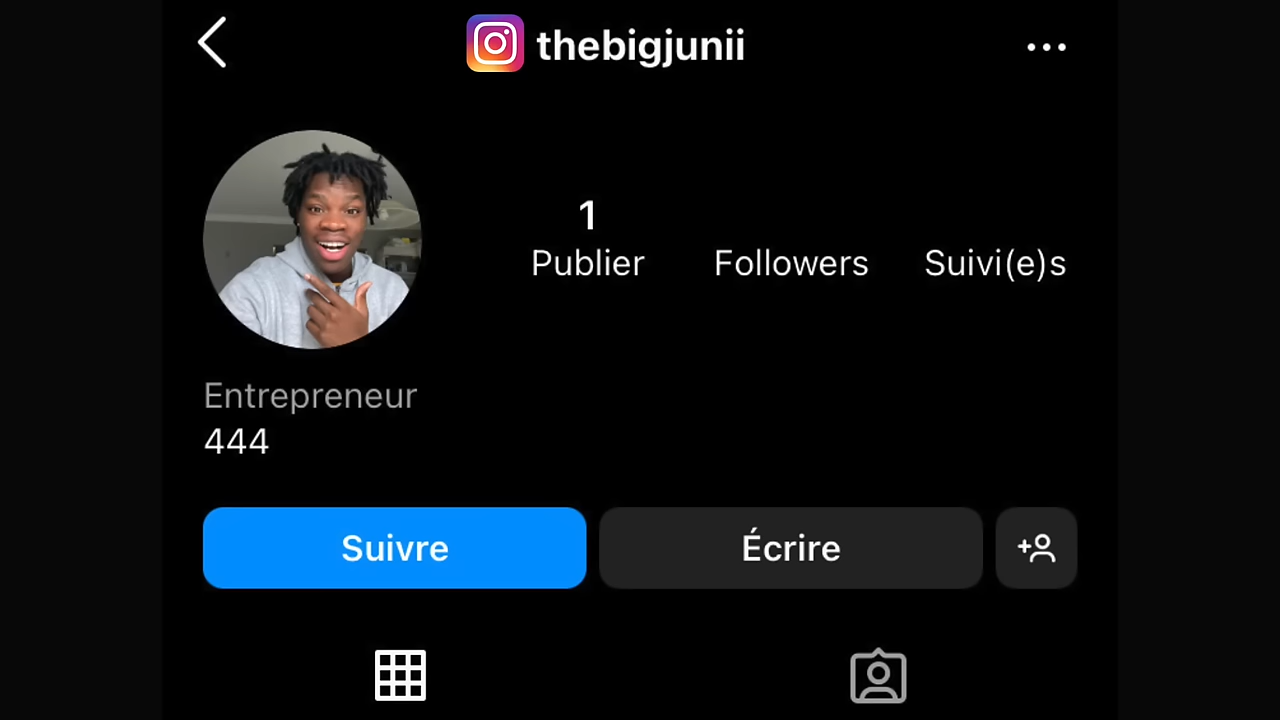 thebigjunii
1
Publier Followers Suivi(e)s
Entrepreneur
444
Suivre Écrire